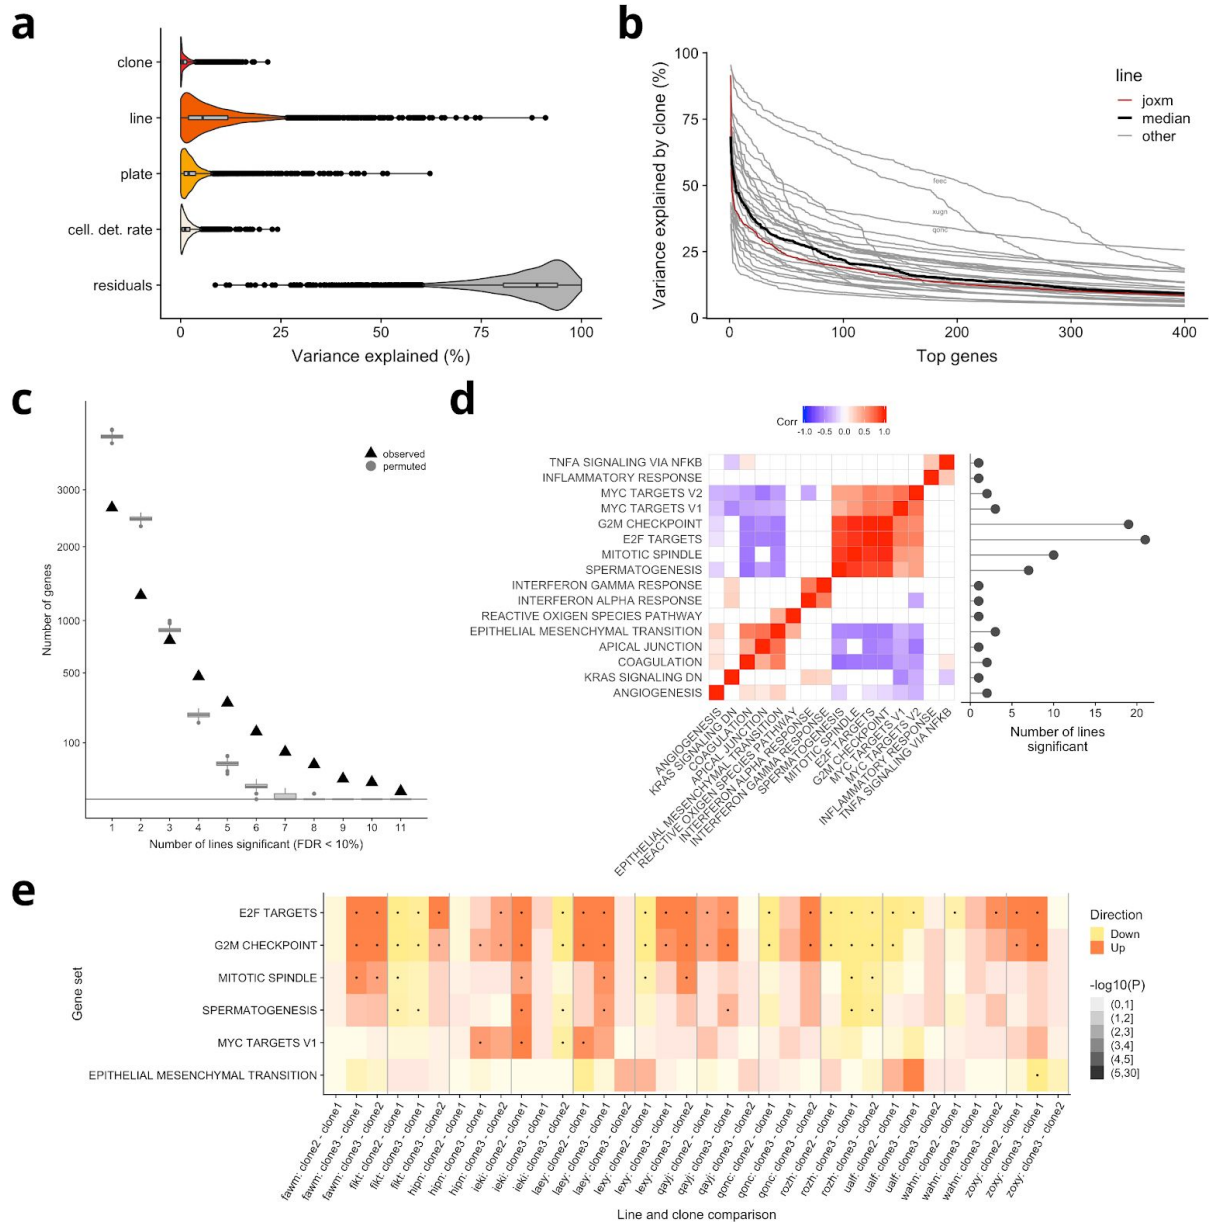 a
clone
line
plate
cell. det. rate
residuals
0 25 50 75 100
Variance explained (%)
b
Variance explained by clone (%)
100
75
50
25
0
feec
xugn
qonc
line
joxm
median
other
0 100 200 300 400
Top genes
c
Number of genes
3000
2000
1000
500
100
observed
permuted
1 2 3 4 5 6 7 8 9 10 11
Number of lines significant (FDR < 10%)
d
Corr
-1.0 -0.5 0.0 0.5 1.0
TNFA SIGNALING VIA NFKB
INFLAMMATORY RESPONSE
MYC TARGETS V2
MYC TARGETS V1
G2M CHECKPOINT
E2F TARGETS
MITOTIC SPINDLE
SPERMATOGENESIS
INTERFERON GAMMA RESPONSE
INTERFERON ALPHA RESPONSE
REACTIVE OXIGEN SPECIES PATHWAY
EPITHELIAL MESENCHYMAL TRANSITION
APICAL JUNCTION
COAGULATION
KRAS SIGNALING DN
ANGIOGENESIS
ANGIOGENESIS
KRAS SIGNALING DN
COAGULATION
APICAL JUNCTION
EPITHELIAL MESENCHYMAL TRANSITION
REACTIVE OXIGEN SPECIES PATHWAY
INTERFERON ALPHA RESPONSE
INTERFERON GAMMA RESPONSE
SPERMATOGENESIS
MITOTIC SPINDLE
E2F TARGETS
G2M CHECKPOINT
MYC TARGETS V1
MYC TARGETS V2
INFLAMMATORY RESPONSE
TNFA SIGNALING VIA NFKB
0 5 10 15 20
Number of lines
significant
e
Gene set
E2F TARGETS
G2M CHECKPOINT
MITOTIC SPINDLE
SPERMATOGENESIS
MYC TARGETS V1
EPITHELIAL MESENCHYMAL TRANSITION
Direction
Down
Up
-log10(P)
(0,1]
(1,2]
(2,3]
(3,4]
(4,5]
(5,30]
fawm: clone2 - clone1
fawm: clone3 - clone1
fawm: clone3 - clone2
fikt: clone2 - clone1
fikt: clone3 - clone1
fikt: clone3 - clone2
hipn: clone2 - clone1
hipn: clone3 - clone1
hipn: clone3 - clone2
ieki: clone2 - clone1
ieki: clone3 - clone1
ieki: clone3 - clone2
laey: clone2 - clone1
laey: clone3 - clone1
laey: clone3 - clone2
lexy: clone2 - clone1
lexy: clone3 - clone1
lexy: clone3 - clone2
qayj: clone2 - clone1
qayj: clone3 - clone1
qayj: clone3 - clone2
qonc: clone2 - clone1
qonc: clone3 - clone1
qonc: clone3 - clone2
rozh: clone2 - clone1
rozh: clone3 - clone1
rozh: clone3 - clone2
ualf: clone2 - clone1
ualf: clone3 - clone1
ualf: clone3 - clone2
wahn: clone2 - clone1
wahn: clone3 - clone1
wahn: clone3 - clone2
zoxy: clone2 - clone1
zoxy: clone3 - clone1
zoxy: clone3 - clone2
Line and clone comparison